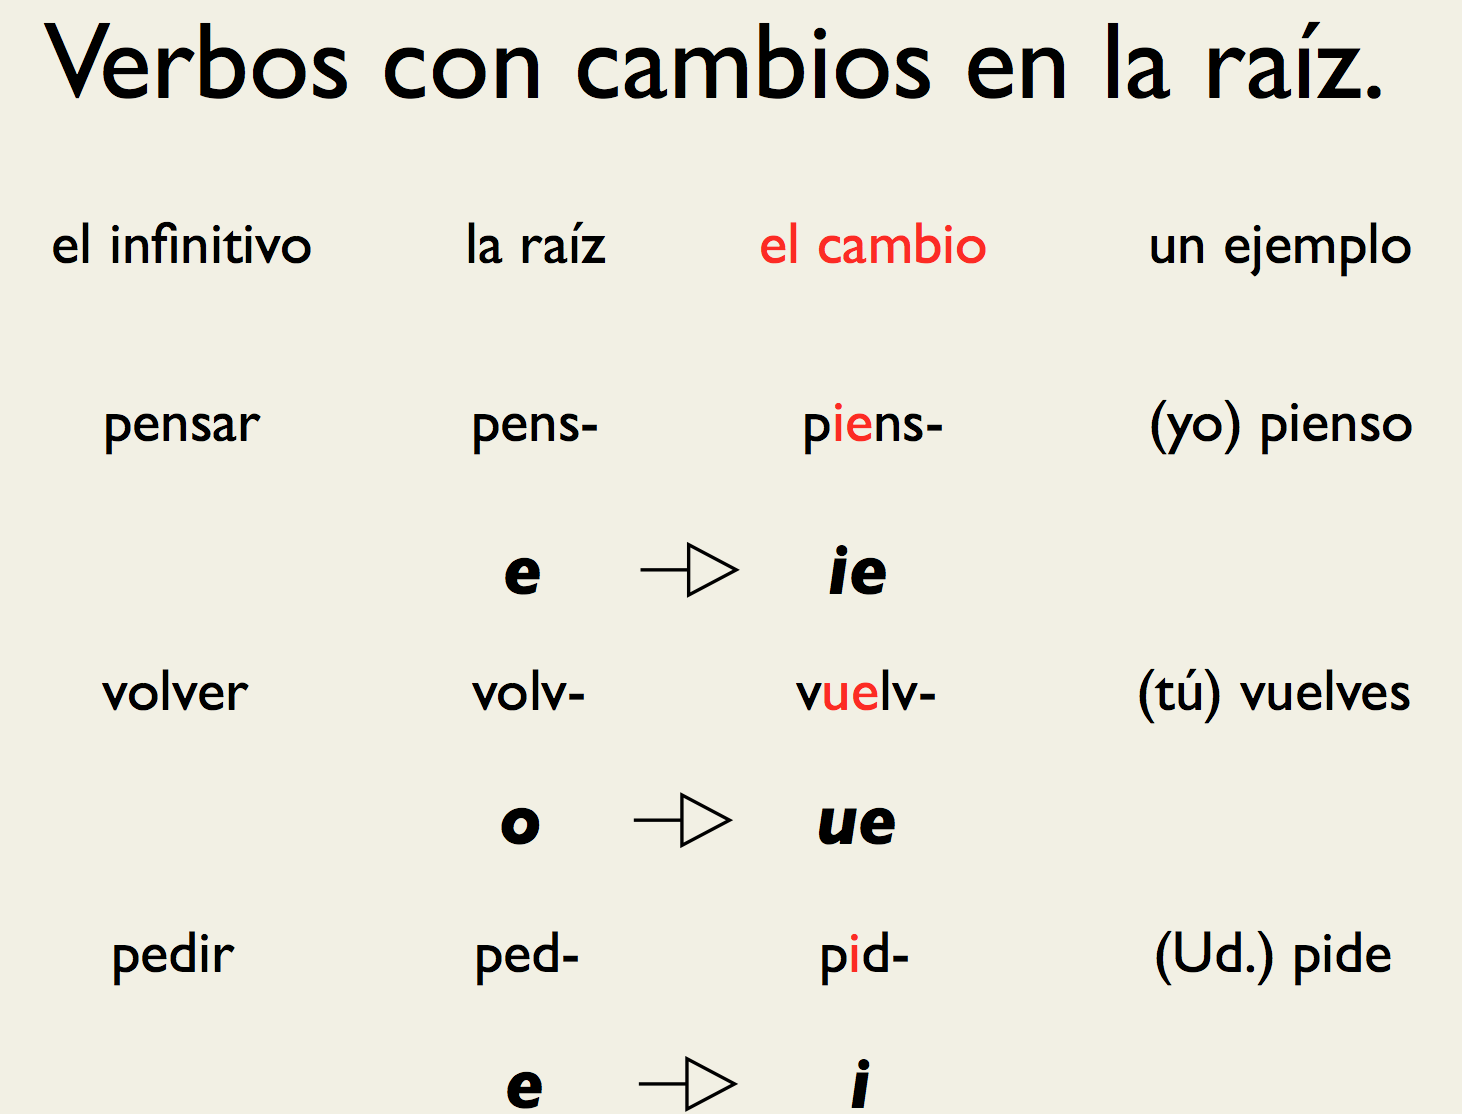 Verbos con cambios en la raíz.
el infinitivo la raíz el cambio un ejemplo
pensar pens- piens- (yo) pienso
e ie
volver volv- vuelv- (tú) vuelves
o ue
pedir ped- pid- (Ud.) pide
e i